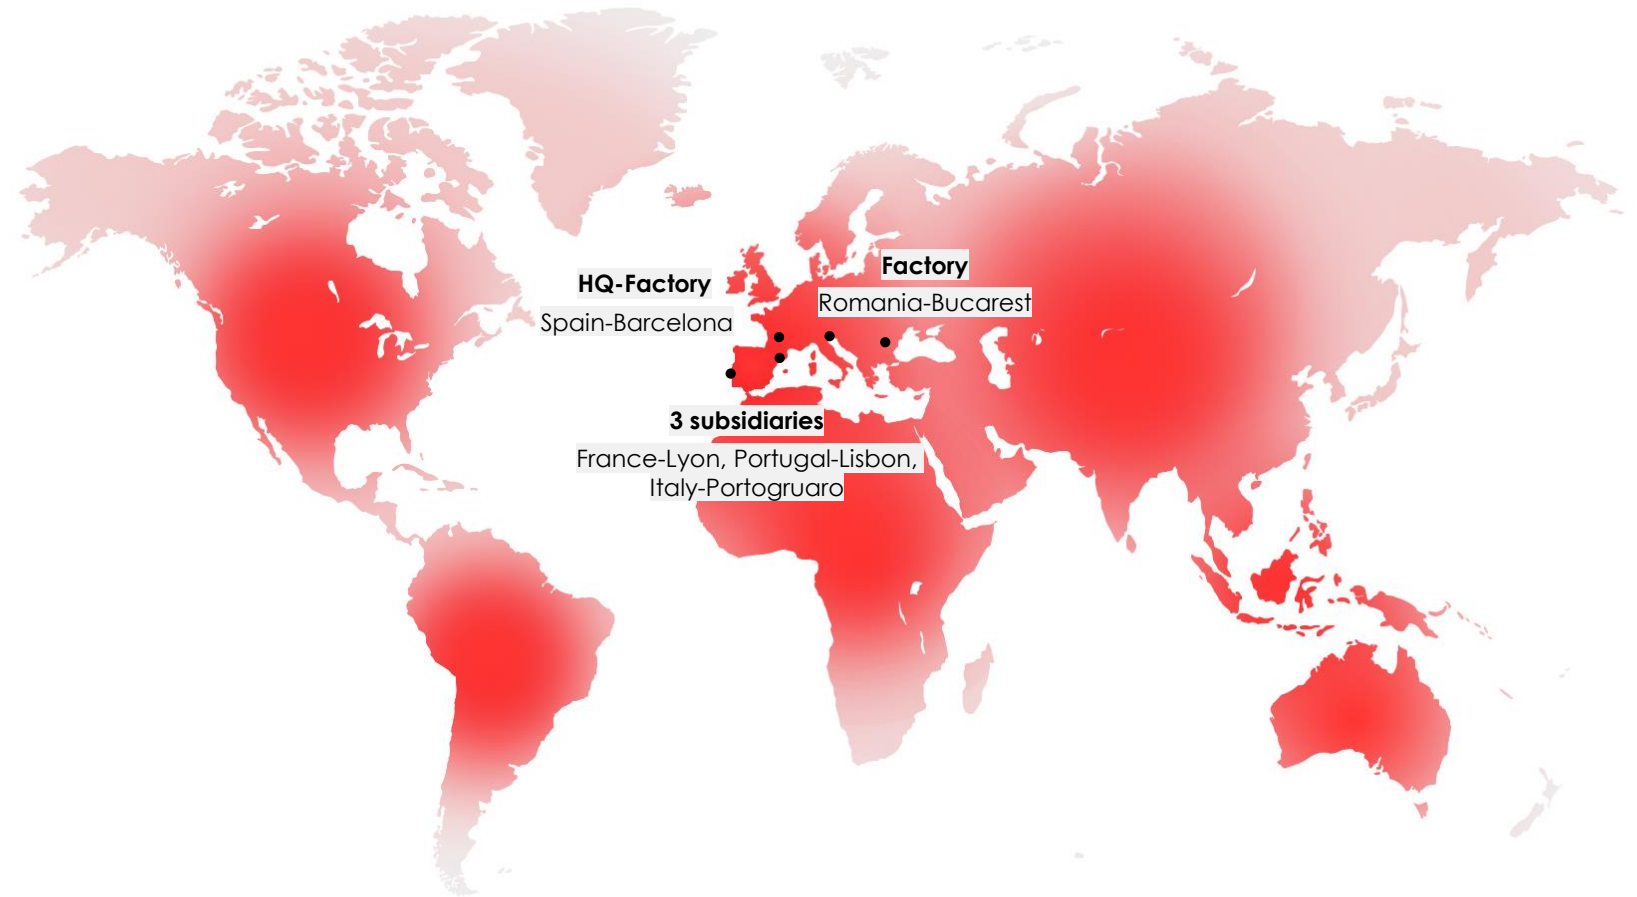 HQ-Factory
Spain-Barcelona
Factory
Romania-Bucarest
3 subsidiaries
France-Lyon, Portugal-Lisbon,
Italy-Portogruaro